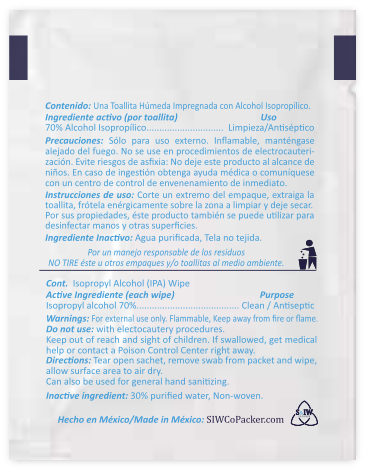 Contenido: Una Toallita Húmeda Impregnada con Alcohol Isopropílico.
Ingrediente activo (por toallita) Uso
70% Alcohol Isopropílico............................. Limpieza/Antiséptico
Precauciones: Sólo para uso externo. Inflamable, manténgase
alejado del fuego. No se use en procedimientos de electrocauteri-
zación. Evite riesgos de asfixia: No deje este producto al alcance de
niños. En caso de ingestión obtenga ayuda médica o comuníquese
con un centro de control de envenenamiento de inmediato.
Instrucciones de uso: Corte un extremo del empaque, extraiga la
toallita, frótela enérgicamente sobre la zona a limpiar y deje secar.
Por sus propiedades, éste producto también se puede utilizar para
desinfectar manos y otras superficies.
Ingrediente Inactivo: Agua purificada, Tela no tejida.
Por un manejo responsable de los residuos
NO TIRE éste u otros empaques y/o toallitas al medio ambiente.
Cont. Isopropyl Alcohol (IPA) Wipe
Active Ingredient (each wipe) Purpose
Isopropyl alcohol 70%....................................... Clean / Antiseptic
Warnings: For external use only. Flammable, Keep away from fire or flame.
Do not use: with electocautery procedures.
Keep out of reach and sight of children. If swallowed, get medical
help or contact a Poison Control Center right away.
Directions: Tear open sachet, remove swab from packet and wipe,
allow surface area to air dry.
Can also be used for general hand sanitizing.
Inactive ingredient: 30% purified water, Non-woven.
Hecho en México/Made in México: SIWCoPacker.com
SIW